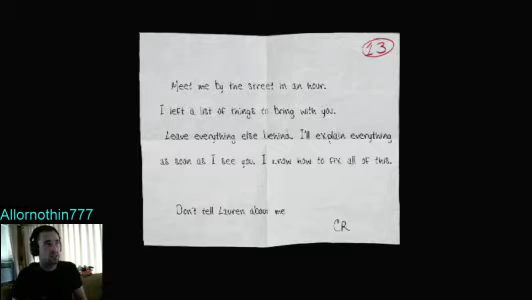 23
Meet me by the street in an hour.
I left a list of things to bring with you.
Leave everything else behind. I'll explain everything
as soon as I see you. I know how to fix all of this.
Don't tell Lauren about me
CR
Allornothin777